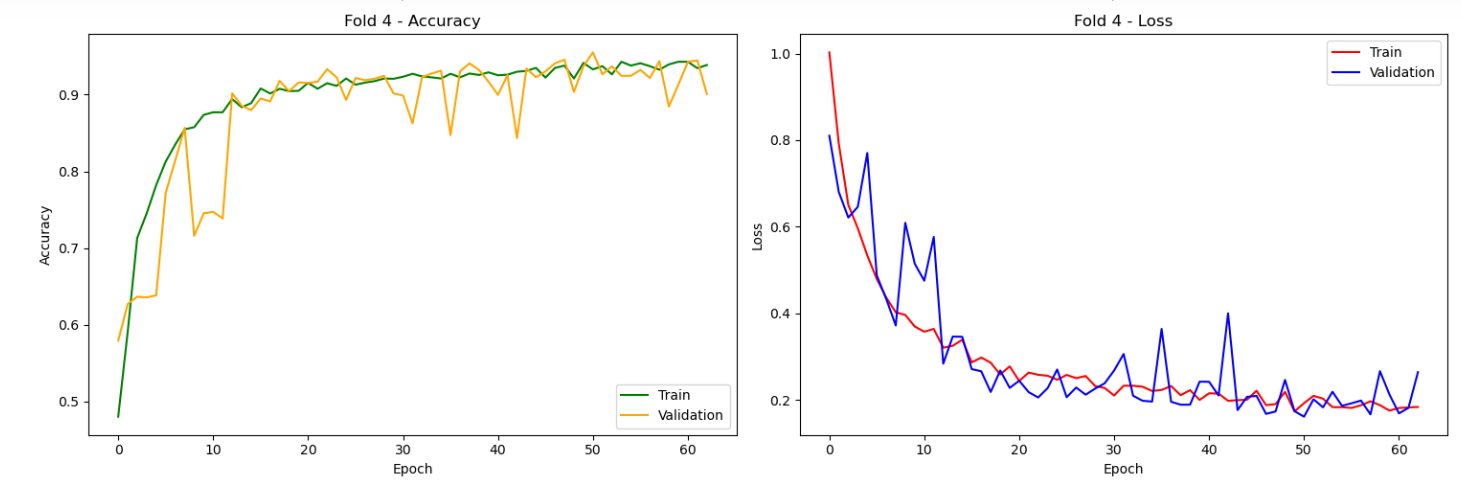 Fold 4 - Accuracy
Accuracy
0.9
0.8
0.7
0.6
0.5
0 10 20 30 40 50 60
Epoch
Train
Validation
Fold 4 - Loss
Loss
1.0
0.8
0.6
0.4
0.2
0 10 20 30 40 50 60
Epoch
Train
Validation